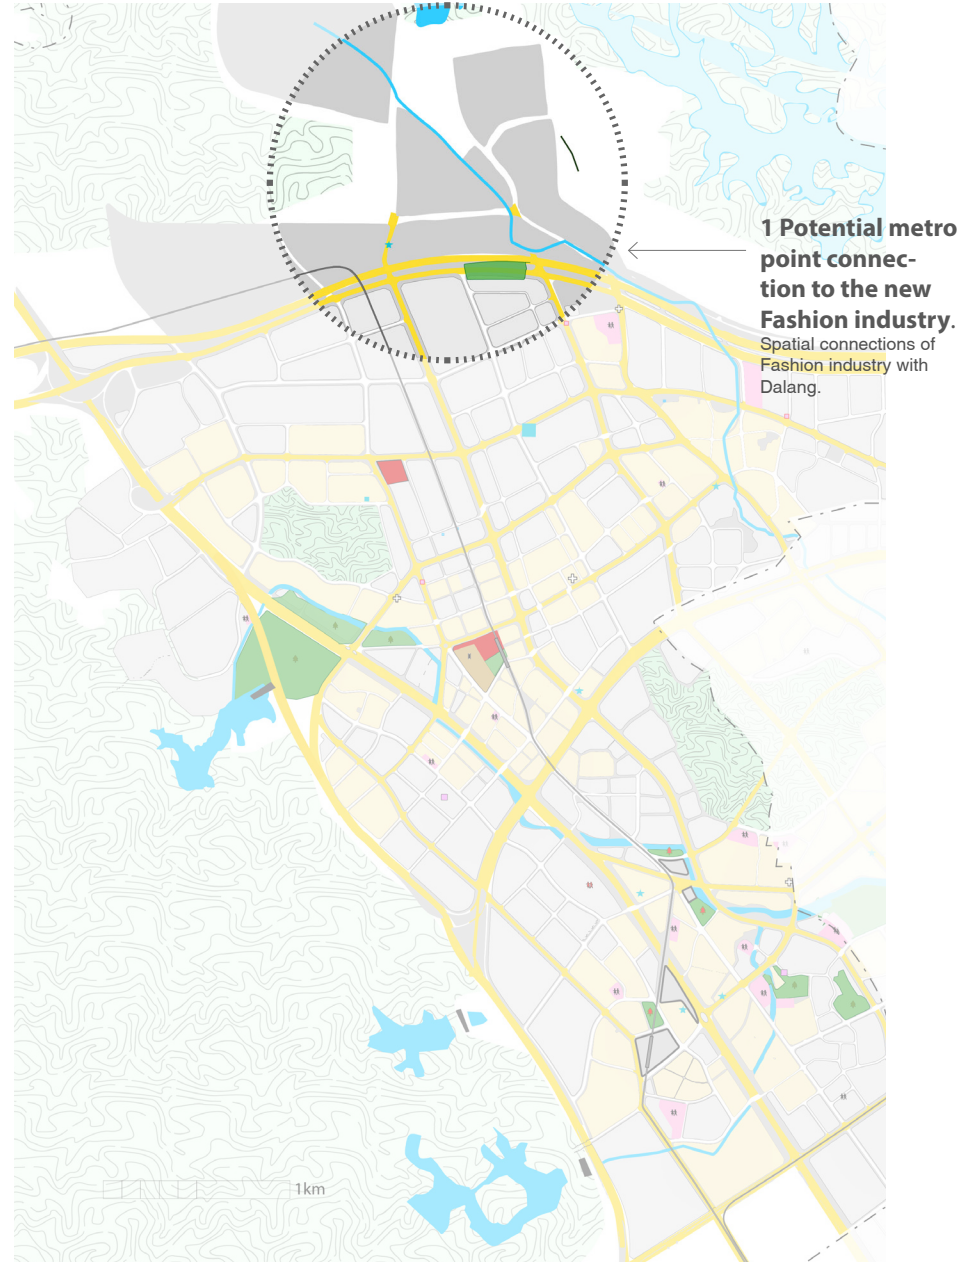 1 Potential metro
point connec-
tion to the new
Fashion industry.
Spatial connections of
Fashion industry with
Dalang.
1km